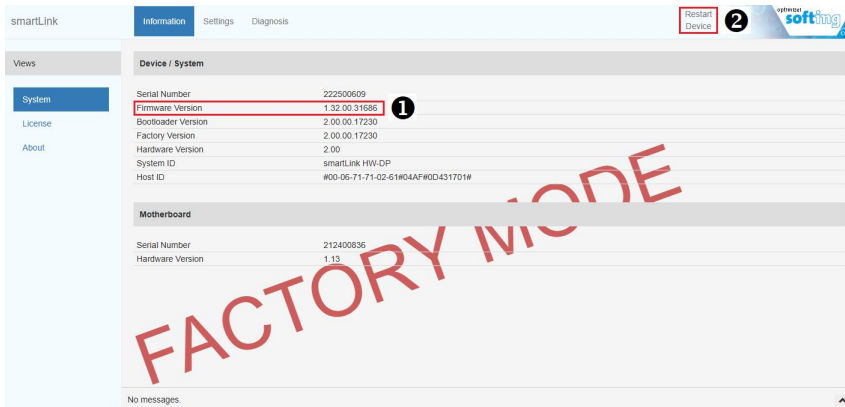 smartLink
Information
Settings
Diagnosis
Restart
Device
2
optimize!
softing
Views
System
License
About
Device / System
Serial Number 222500609
Firmware Version 1.32.00.31686
1
Bootloader Version 2.00.00.17230
Factory Version 2.00.00.17230
Hardware Version 2.00
System ID smartLink HW-DP
Host ID #00-06-71-71-02-61#04AF#0D431701#
Motherboard
Serial Number 212400836
Hardware Version 1.13
FACTORY MODE
No messages.